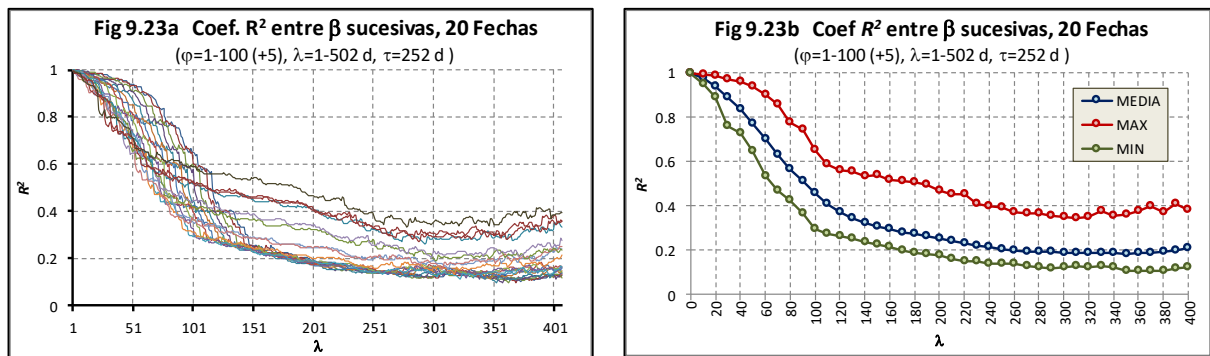 Fig 9.23a Coef. R² entre β sucesivas, 20 Fechas
(φ=1-100 (+5), λ=1-502 d, τ=252 d )
1
0.8
0.6
0.4
0.2
0
R²
1 51 101 151 201 251 301 351 401
λ
Fig 9.23b Coef R² entre β sucesivas, 20 Fechas
(φ=1-100 (+5), λ=1-502 d, τ=252 d )
1
0.8
0.6
0.4
0.2
0
R²
MEDIA
MAX
MIN
0 20 40 60 80 100 120 140 160 180 200 220 240 260 280 300 320 340 360 380 400
λ